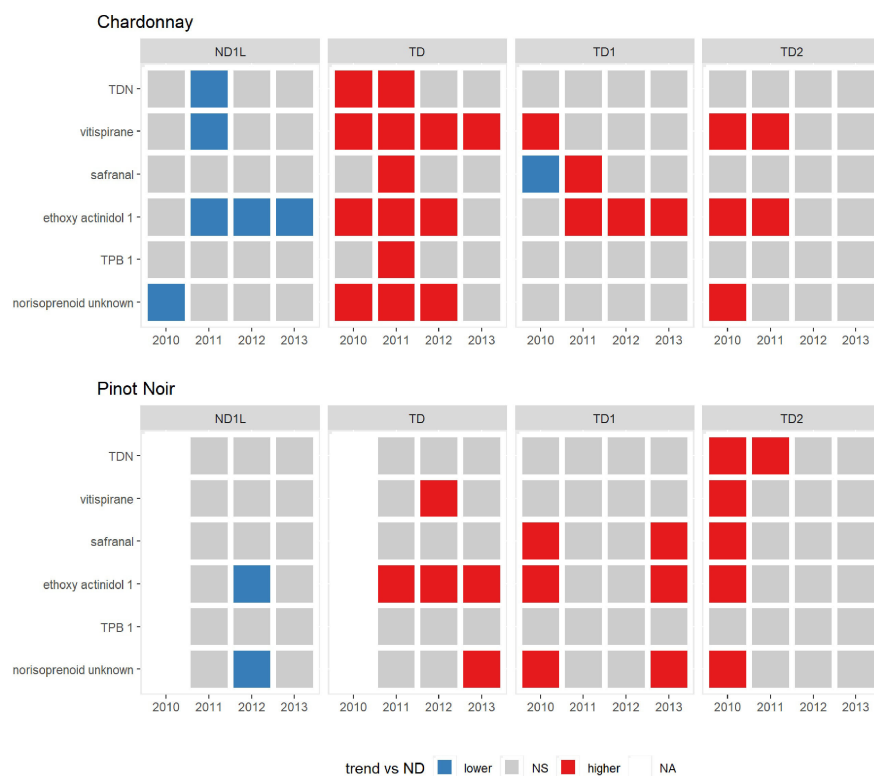 Chardonnay
ND1L TD TD1 TD2
TDN
vitispirane
safranal
ethoxy actinidol 1
TPB 1
norisoprenoid unknown
2010 2011 2012 2013 2010 2011 2012 2013 2010 2011 2012 2013 2010 2011 2012 2013
Pinot Noir
ND1L TD TD1 TD2
TDN
vitispirane
safranal
ethoxy actinidol 1
TPB 1
norisoprenoid unknown
2010 2011 2012 2013 2010 2011 2012 2013 2010 2011 2012 2013 2010 2011 2012 2013
trend vs ND lower NS higher NA